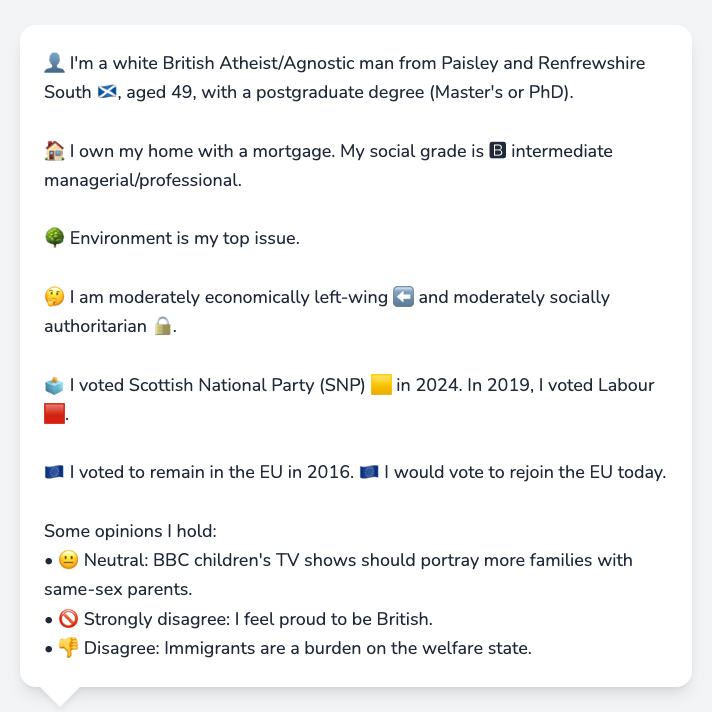 👤 I'm a white British Atheist/Agnostic man from Paisley and Renfrewshire
South 🏴󠁧󠁢󠁳󠁣󠁴󠁿, aged 49, with a postgraduate degree (Master's or PhD).
🏠 I own my home with a mortgage. My social grade is 🅱 intermediate
managerial/professional.
🌳 Environment is my top issue.
🤔 I am moderately economically left-wing ⬅️ and moderately socially
authoritarian 🔒.
🗳️ I voted Scottish National Party (SNP) 🟨 in 2024. In 2019, I voted Labour
🟥.
🇪🇺 I voted to remain in the EU in 2016. 🇪🇺 I would vote to rejoin the EU today.
Some opinions I hold:
• 😐 Neutral: BBC children's TV shows should portray more families with
same-sex parents.
• 🚫 Strongly disagree: I feel proud to be British.
• 👎 Disagree: Immigrants are a burden on the welfare state.